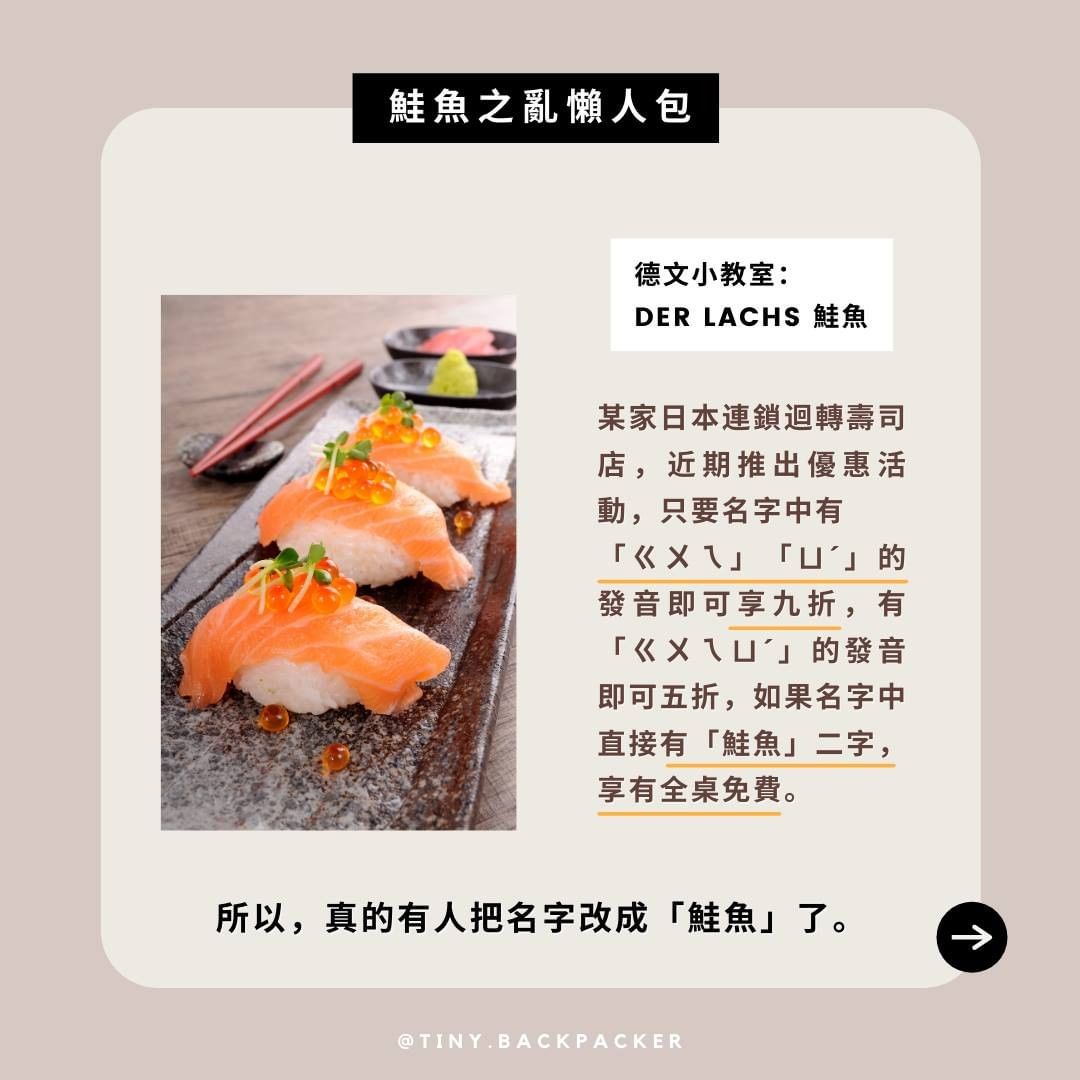 鮭魚之亂懶人包
德文小教室：
DER LACHS 鮭魚
某家日本連鎖迴轉壽司
店，近期推出優惠活
動，只要名字中有
「ㄍㄨㄟ」「ㄩˊ」的
發音即可享九折，有
「ㄍㄨㄟㄩˊ」的發音
即可五折，如果名字中
直接有「鮭魚」二字，
享有全桌免費。
所以，真的有人把名字改成「鮭魚」了。
@TINY.BACKPACKER